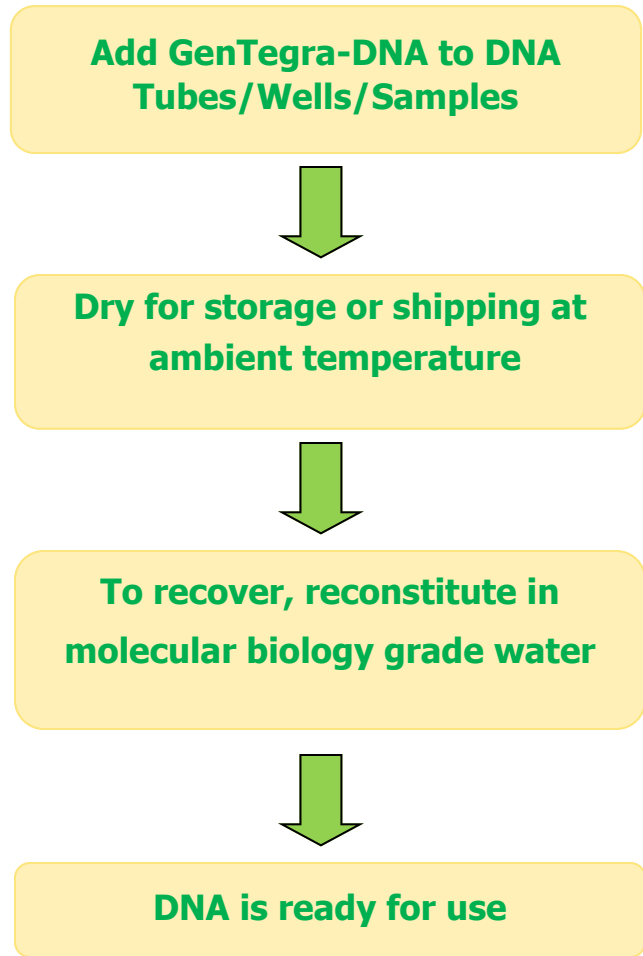 Add GenTegra-DNA to DNA
Tubes/Wells/Samples
Dry for storage or shipping at
ambient temperature
To recover, reconstitute in
molecular biology grade water
DNA is ready for use